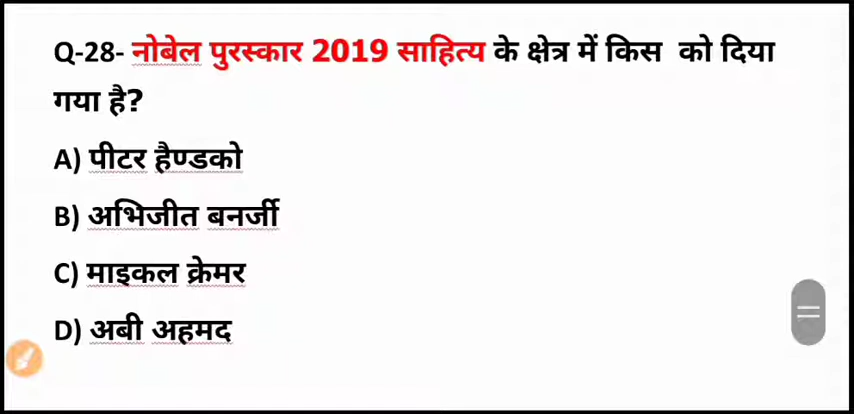 Q-28- नोबेल पुरस्कार 2019 साहित्य के क्षेत्र में किस को दिया
गया है?
A) पीटर हैण्डको
B) अभिजीत बनर्जी
C) माइकल क्रेमर
D) अबी अहमद